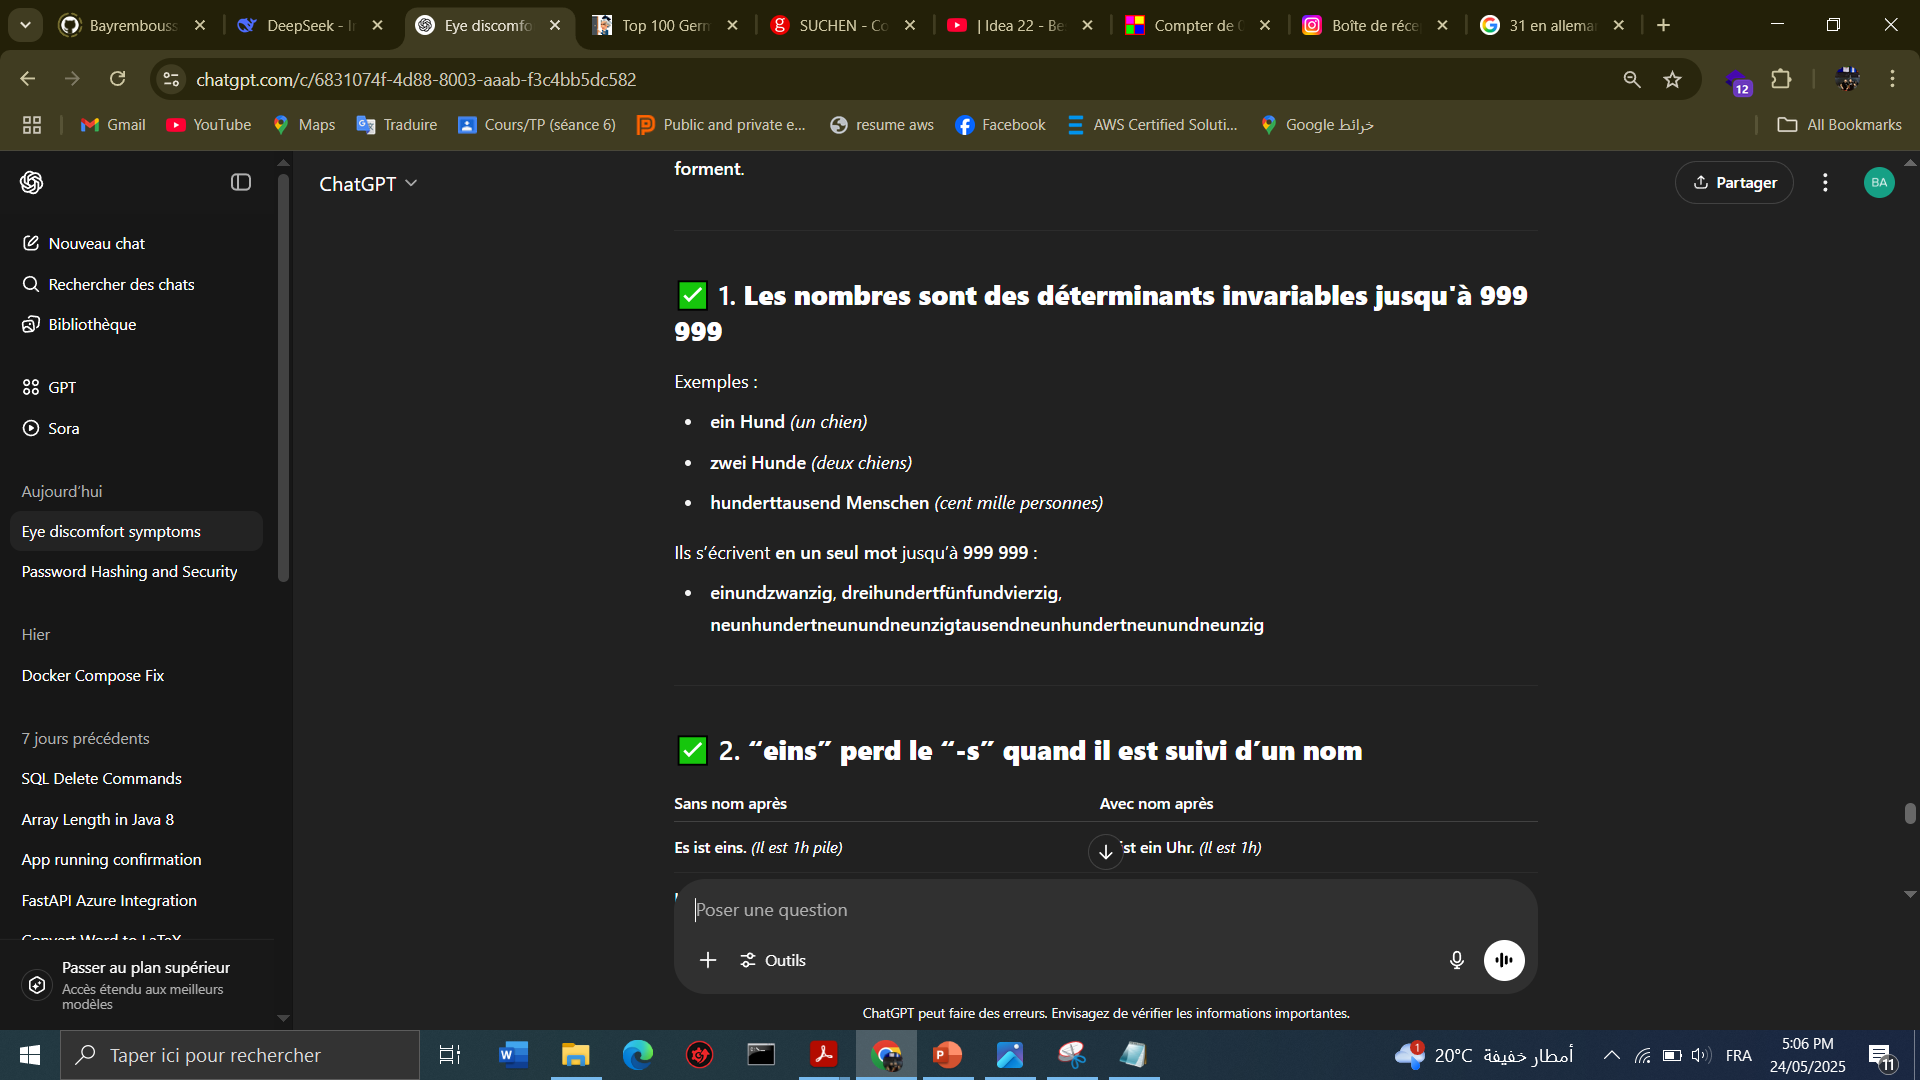 Bayrembouss
DeepSeek - I
Eye discomfo
Top 100 Gern
SUCHEN - Co
| Idea 22 - Be
Compter de 0
Boîte de réce
31 en alleman
chatgpt.com/c/6831074f-4d88-8003-aaab-f3c4bb5dc582
12
Gmail
YouTube
Maps
Traduire
Cours/TP (séance 6)
Public and private e...
resume aws
Facebook
AWS Certified Soluti...
خرائط Google
All Bookmarks
ChatGPT
Partager
BA
Nouveau chat
Rechercher des chats
Bibliothèque
GPT
Sora
Aujourd'hui
Eye discomfort symptoms
Password Hashing and Security
Hier
Docker Compose Fix
7 jours précédents
SQL Delete Commands
Array Length in Java 8
App running confirmation
FastAPI Azure Integration
Convert Word to LaTeX
Passer au plan supérieur
Accès étendu aux meilleurs
modèles
forment.
✅ 1. Les nombres sont des déterminants invariables jusqu'à 999
999
Exemples :
• ein Hund (un chien)
• zwei Hunde (deux chiens)
• hunderttausend Menschen (cent mille personnes)
Ils s’écrivent en un seul mot jusqu’à 999 999 :
• einundzwanzig, dreihundertfünfundvierzig,
neunhundertneunundneunzigtausendneunhundertneunundneunzig
✅ 2. “eins” perd le “-s” quand il est suivi d’un nom
Sans nom après
Avec nom après
Es ist eins. (Il est 1h pile)
ist ein Uhr. (Il est 1h)
Poser une question
Outils
ChatGPT peut faire des erreurs. Envisagez de vérifier les informations importantes.
Taper ici pour rechercher
1
20°C أمطار خفيفة
FRA
5:06 PM
24/05/2025
11